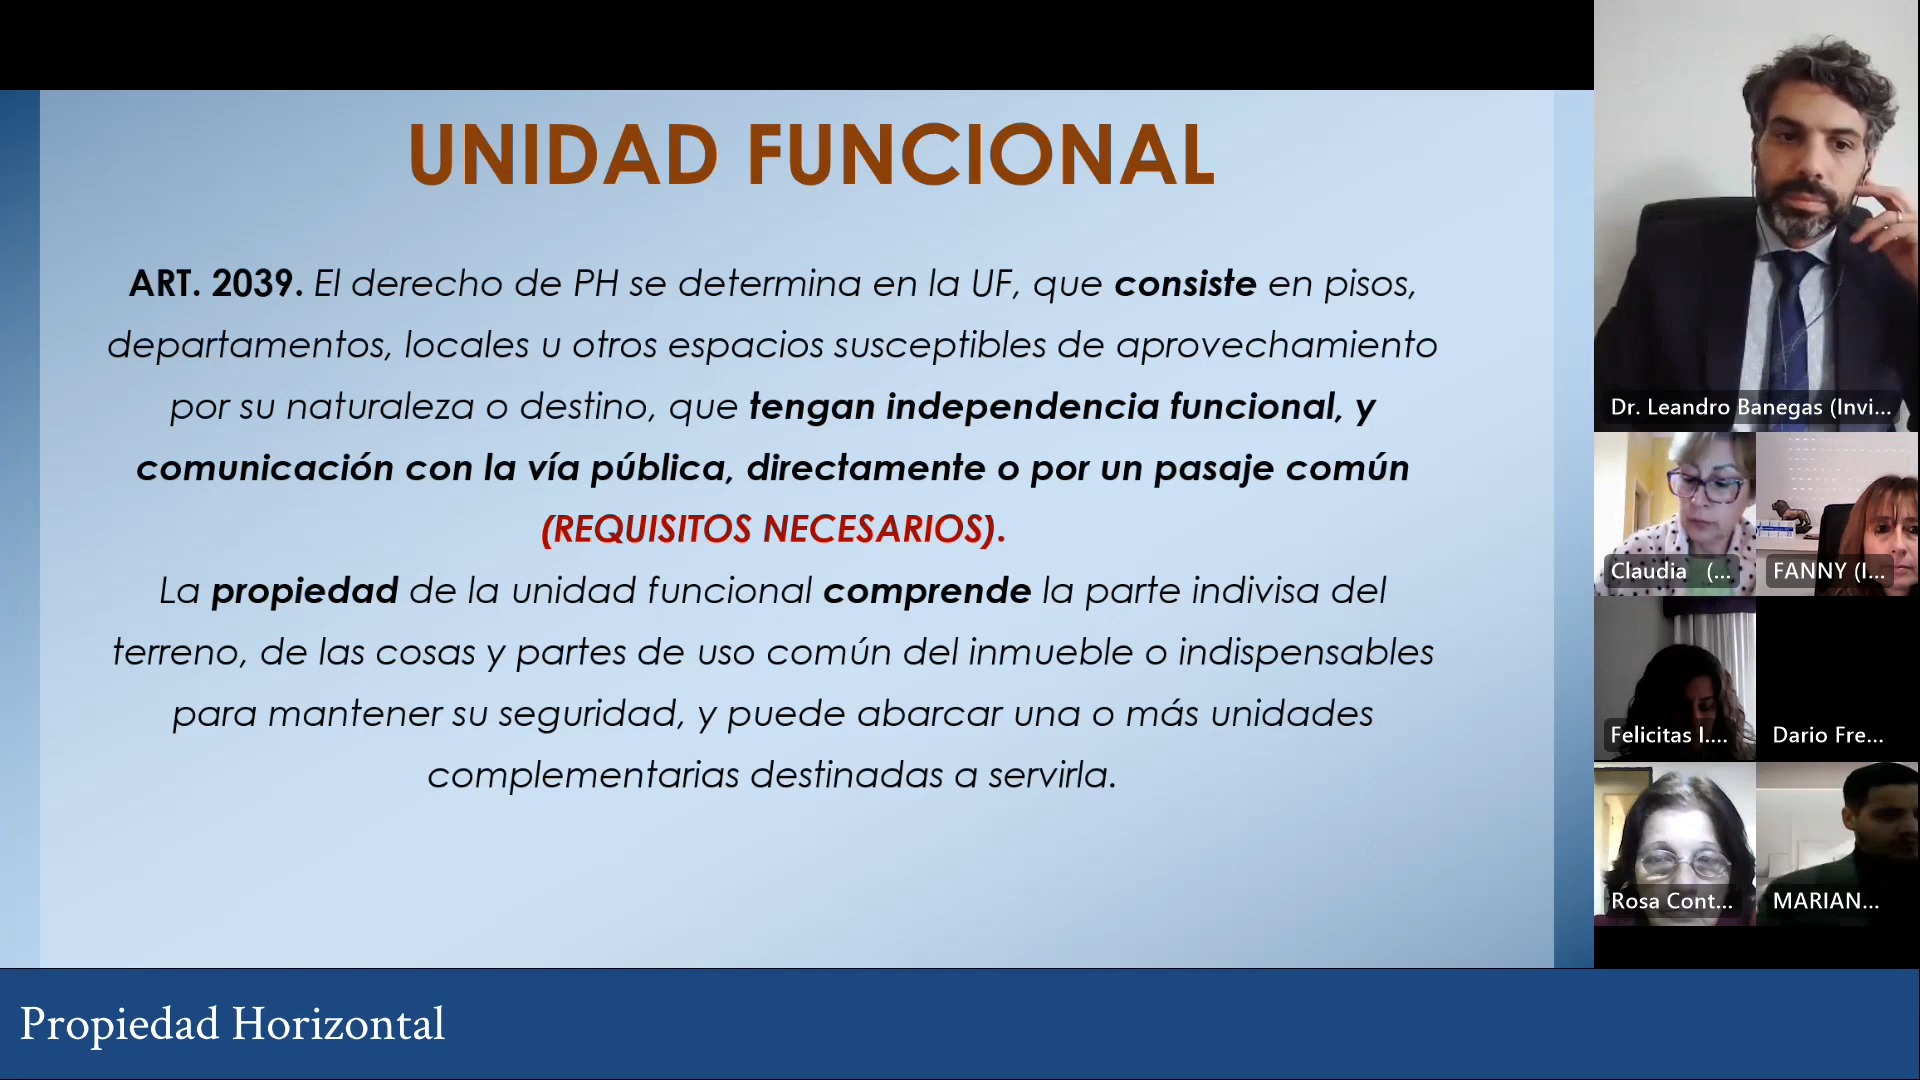 UNIDAD FUNCIONAL
ART. 2039. El derecho de PH se determina en la UF, que consiste en pisos,
departamentos, locales u otros espacios susceptibles de aprovechamiento
por su naturaleza o destino, que tengan independencia funcional, y
comunicación con la vía pública, directamente o por un pasaje común
(REQUISITOS NECESARIOS).
La propiedad de la unidad funcional comprende la parte indivisa del
terreno, de las cosas y partes de uso común del inmueble o indispensables
para mantener su seguridad, y puede abarcar una o más unidades
complementarias destinadas a servirla.
Dr. Leandro Banegas (Invi...
Claudia (...
FANNY (I...
Felicitas I....
Dario Fre...
Rosa Cont...
MARIAN...
Propiedad Horizontal